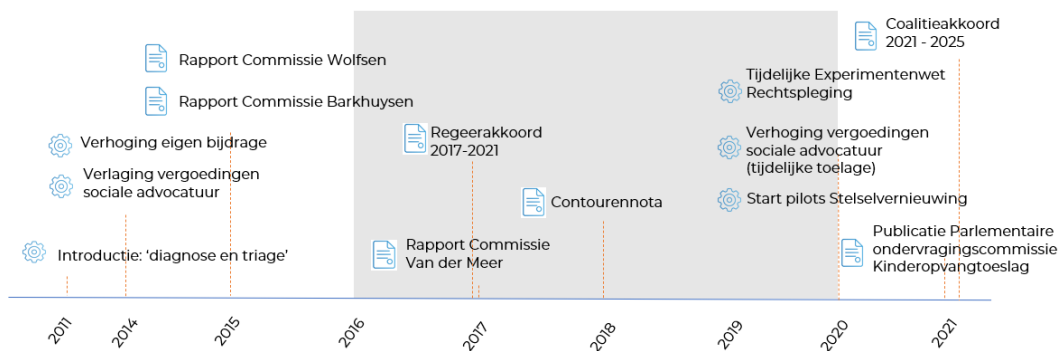 Coalitieakkoord
2021 - 2025
Rapport Commissie Wolfsen
Tijdelijke Experimentenwet
Rechtspleging
Rapport Commissie Barkhuysen
Verhoging eigen bijdrage
Regeerakkoord
2017-2021
Verhoging vergoedingen
sociale advocatuur
(tijdelijke toelage)
Verlaging vergoedingen
sociale advocatuur
Contourennota
Start pilots Stelselvernieuwing
Introductie: ‘diagnose en triage’
Rapport Commissie
Van der Meer
Publicatie Parlementaire
ondervragingscommissie
Kinderopvangtoeslag
2011
2014
2015
2016
2017
2018
2019
2020
2021